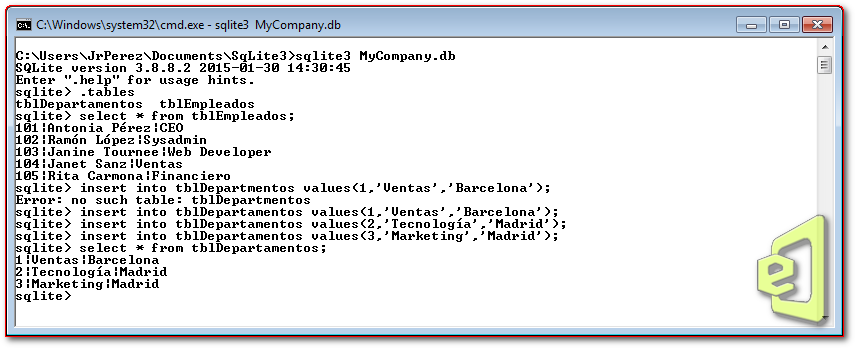 C:\Windows\system32\cmd.exe - sqlite3 MyCompany.db
C:\Users\JrPerez\Documents\SqLite3>sqlite3 MyCompany.db
SQLite version 3.8.8.2 2015-01-30 14:30:45
Enter ".help" for usage hints.
sqlite> .tables
tblDepartamentos  tblEmpleados
sqlite> select * from tblEmpleados;
101|Antonia Pérez|CEO
102|Ramón López|Sysadmin
103|Janine Tournee|Web Developer
104|Janet Sanz|Ventas
105|Rita Carmona|Financiero
sqlite> insert into tblDepartmentos values(1,'Ventas','Barcelona');
Error: no such table: tblDepartmentos
sqlite> insert into tblDepartamentos values(1,'Ventas','Barcelona');
sqlite> insert into tblDepartamentos values(2,'Tecnología','Madrid');
sqlite> insert into tblDepartamentos values(3,'Marketing','Madrid');
sqlite> select * from tblDepartamentos;
1|Ventas|Barcelona
2|Tecnología|Madrid
3|Marketing|Madrid
sqlite>
e